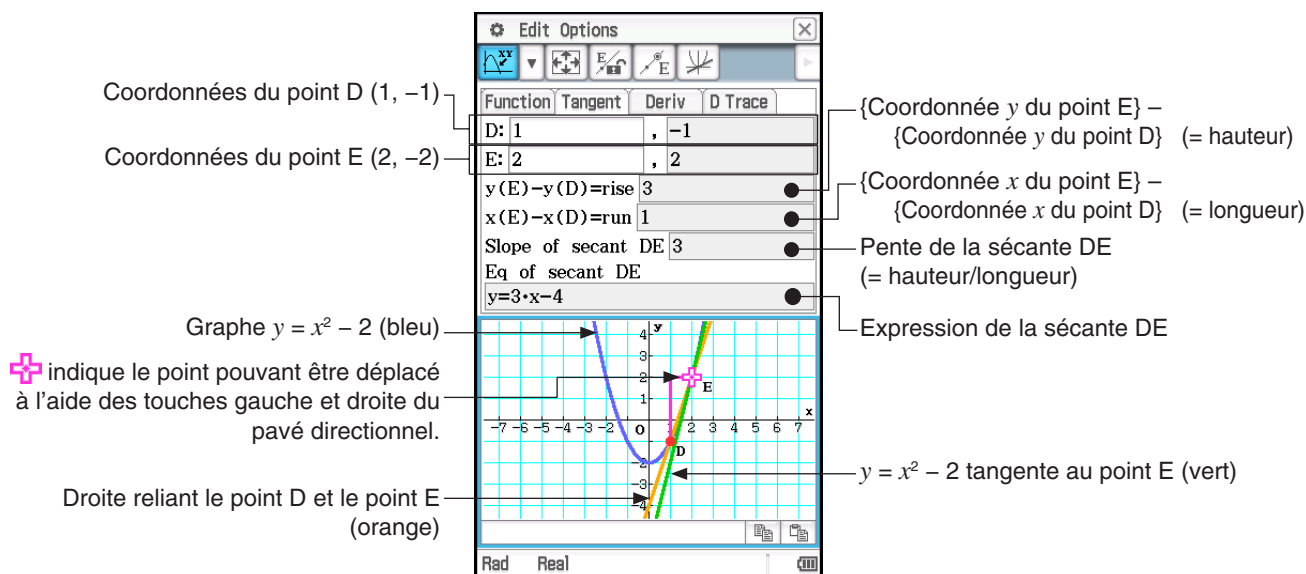 Edit Options
Function Tangent Deriv D Trace
Coordonnées du point D (1, −1)
D: 1 , −1
Coordonnées du point E (2, −2)
E: 2 , 2
y(E)−y(D)=rise 3
x(E)−x(D)=run 1
Slope of secant DE 3
Eq of secant DE
y=3·x−4
{Coordonnée y du point E} –
{Coordonnée y du point D} (= hauteur)
{Coordonnée x du point E} –
{Coordonnée x du point D} (= longueur)
Pente de la sécante DE
(= hauteur/longueur)
Expression de la sécante DE
Graphe y = x² – 2 (bleu)
indique le point pouvant être déplacé
à l'aide des touches gauche et droite du
pavé directionnel.
Droite reliant le point D et le point E
(orange)
y = x² – 2 tangente au point E (vert)
XY
E
E
y
4
3
2
1
E
x
−7 −6 −5 −4 −3 −2 O 2 3 4 5 6 7
D
−2
−3
−4
Rad Real